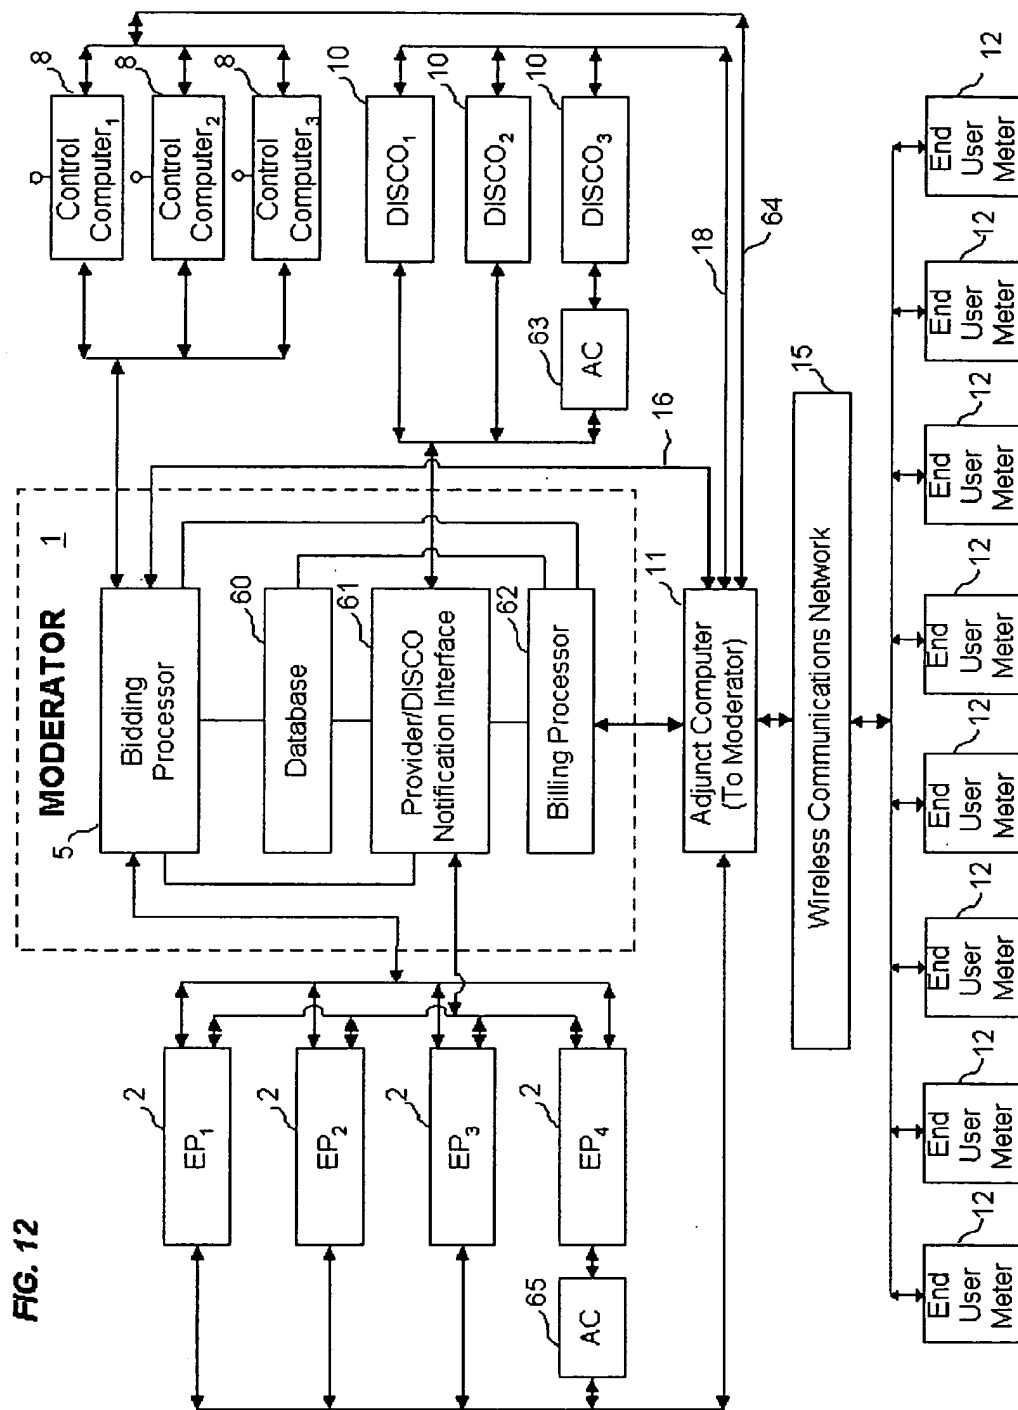 FIG. 12
MODERATOR
1
5
Bidding
Processor
60
Database
61
Provider/DISCO
Notification Interface
62
Billing Processor
2
EP1
2
EP2
2
EP3
2
EP4
65
AC
8
Control
Computer1
8
Control
Computer2
8
Control
Computer3
10
DISCO1
10
DISCO2
10
DISCO3
63
AC
16
18
64
11
Adjunct Computer
(To Moderator)
15
Wireless Communications Network
12
End
User
Meter
12
End
User
Meter
12
End
User
Meter
12
End
User
Meter
12
End
User
Meter
12
End
User
Meter
12
End
User
Meter
12
End
User
Meter